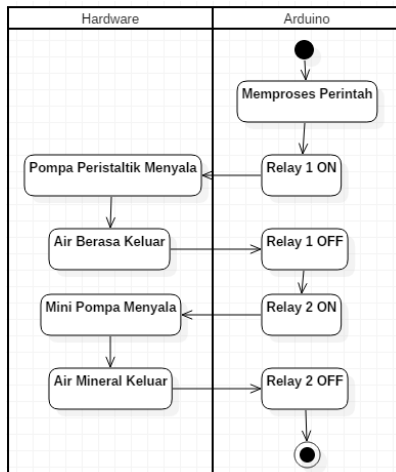 Hardware
Arduino
Memproses Perintah
Pompa Peristaltik Menyala
Relay 1 ON
Air Berasa Keluar
Relay 1 OFF
Mini Pompa Menyala
Relay 2 ON
Air Mineral Keluar
Relay 2 OFF